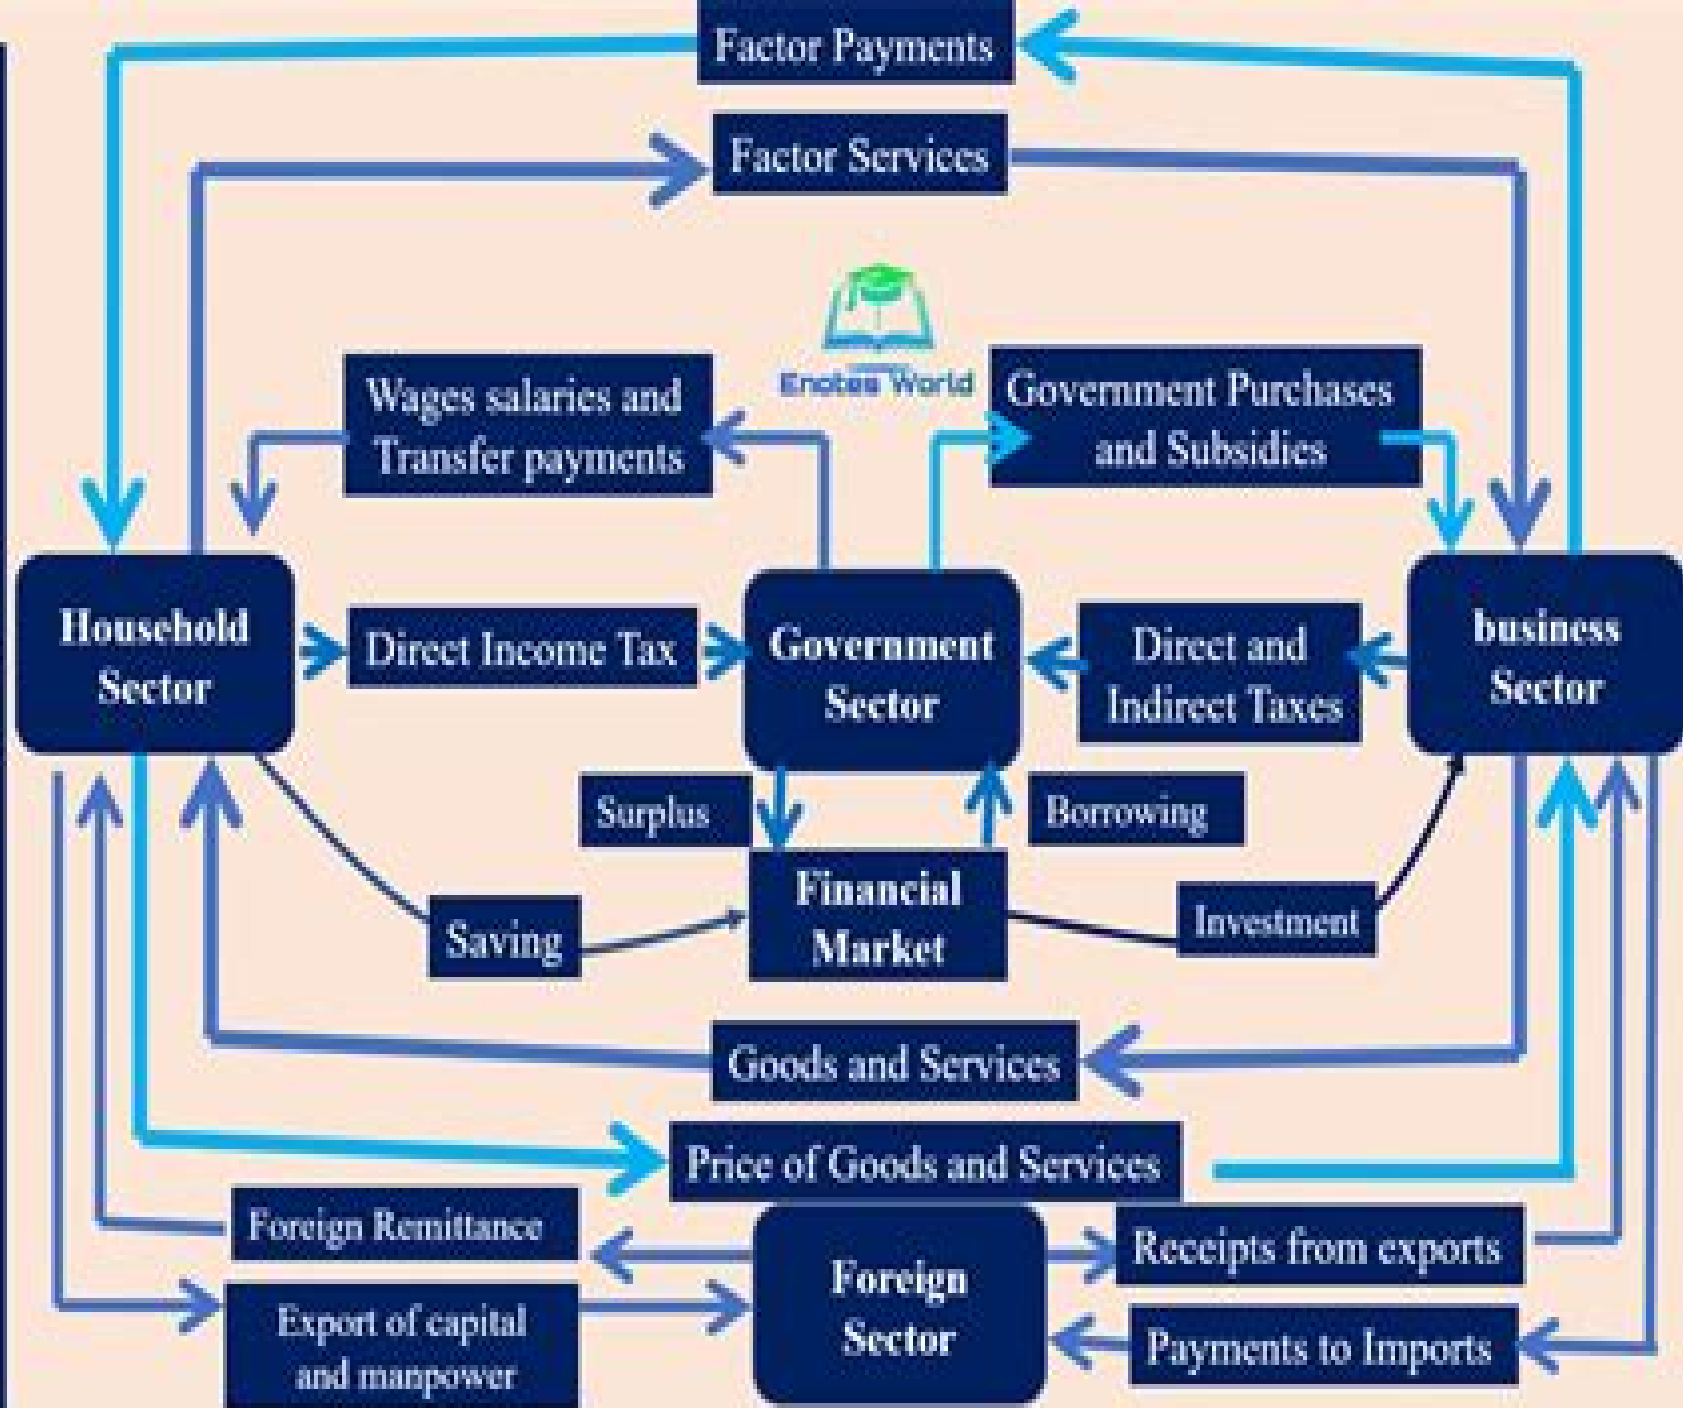 Factor Payments
Factor Services
Enotes World
Wages salaries and
Transfer payments
Government Purchases
and Subsidies
Household
Sector
Direct Income Tax
Government
Sector
Direct and
Indirect Taxes
business
Sector
Surplus
Borrowing
Financial
Market
Saving
Investment
Goods and Services
Price of Goods and Services
Foreign Remittance
Foreign
Sector
Receipts from exports
Export of capital
and manpower
Payments to Imports